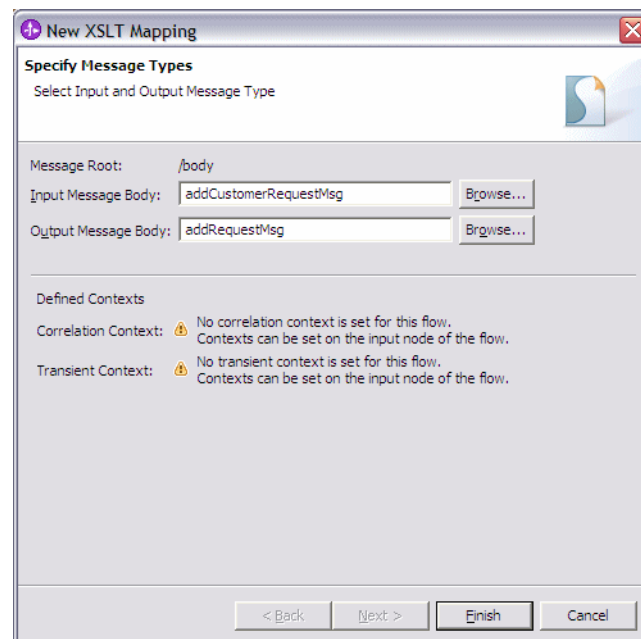 New XSLT Mapping
Specify Message Types
Select Input and Output Message Type
Message Root: /body
Input Message Body: addCustomerRequestMsg Browse...
Output Message Body: addRequestMsg Browse...
Defined Contexts
Correlation Context: No correlation context is set for this flow.
Contexts can be set on the input node of the flow.
Transient Context: No transient context is set for this flow.
Contexts can be set on the input node of the flow.
< Back Next > Finish Cancel